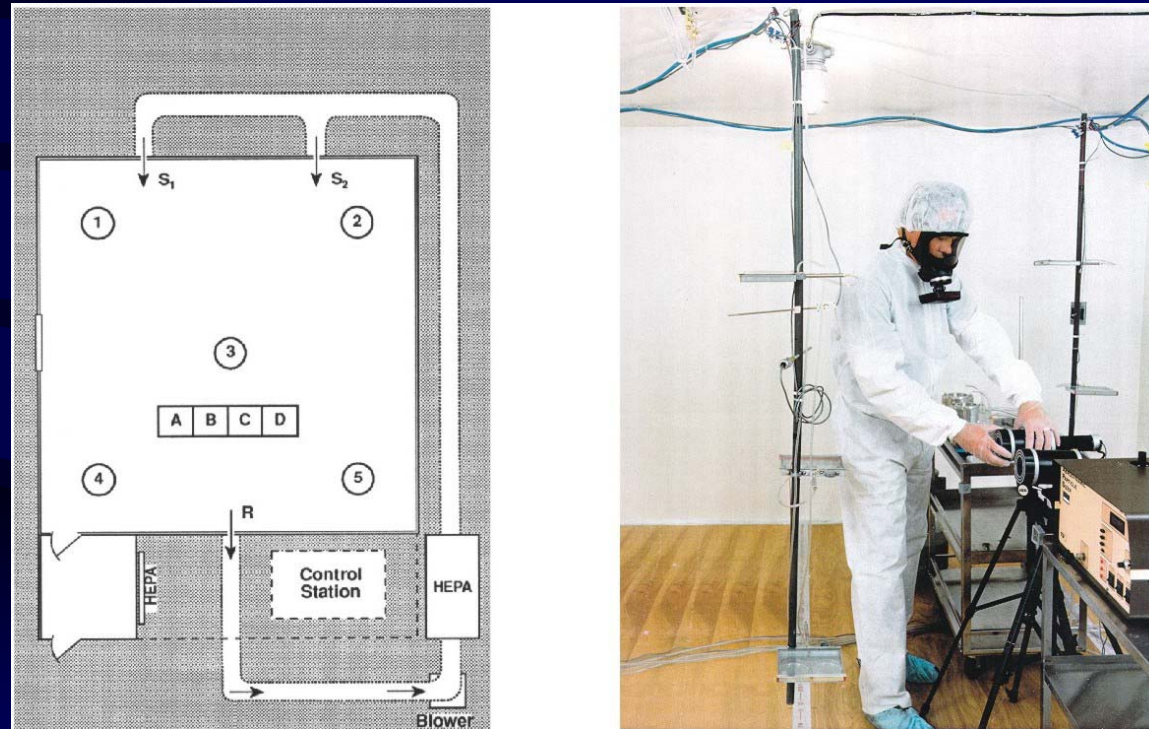 S₁
S₂
1
2
3
A B C D
4
5
R
HEPA
Control
Station
HEPA
Blower